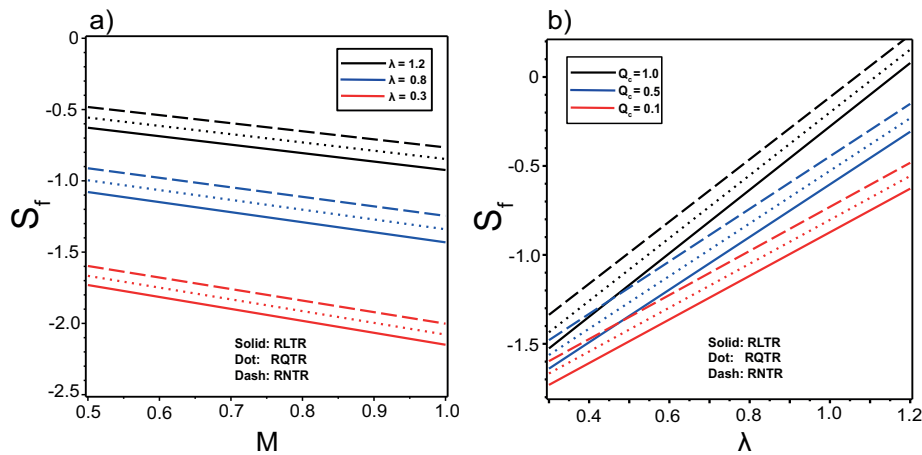 a)
0
-0.5
-1.0
-1.5
-2.0
-2.5
S_f
0.5
0.6
0.7
0.8
0.9
1.0
M
λ = 1.2
λ = 0.8
λ = 0.3
Solid: RLTR
Dot: RQTR
Dash: RNTR
b)
0
-0.5
-1.0
-1.5
S_f
0.4
0.6
0.8
1.0
1.2
λ
Q_c = 1.0
Q_c = 0.5
Q_c = 0.1
Solid: RLTR
Dot: RQTR
Dash: RNTR